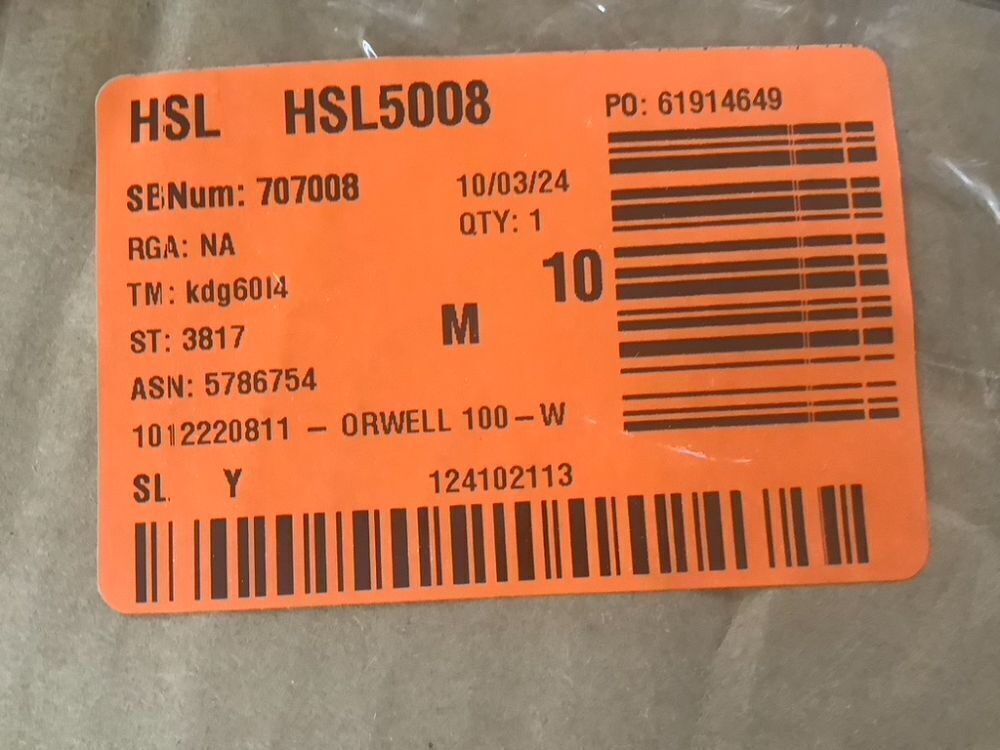 HSL HSL5008
PO: 61914649
SBNum: 707008
10/03/24
RGA: NA
QTY: 1
TM: kdg60l4
10
ST: 3817
M
ASN: 5786754
1012220811 – ORWELL 100 – W
SL Y
124102113